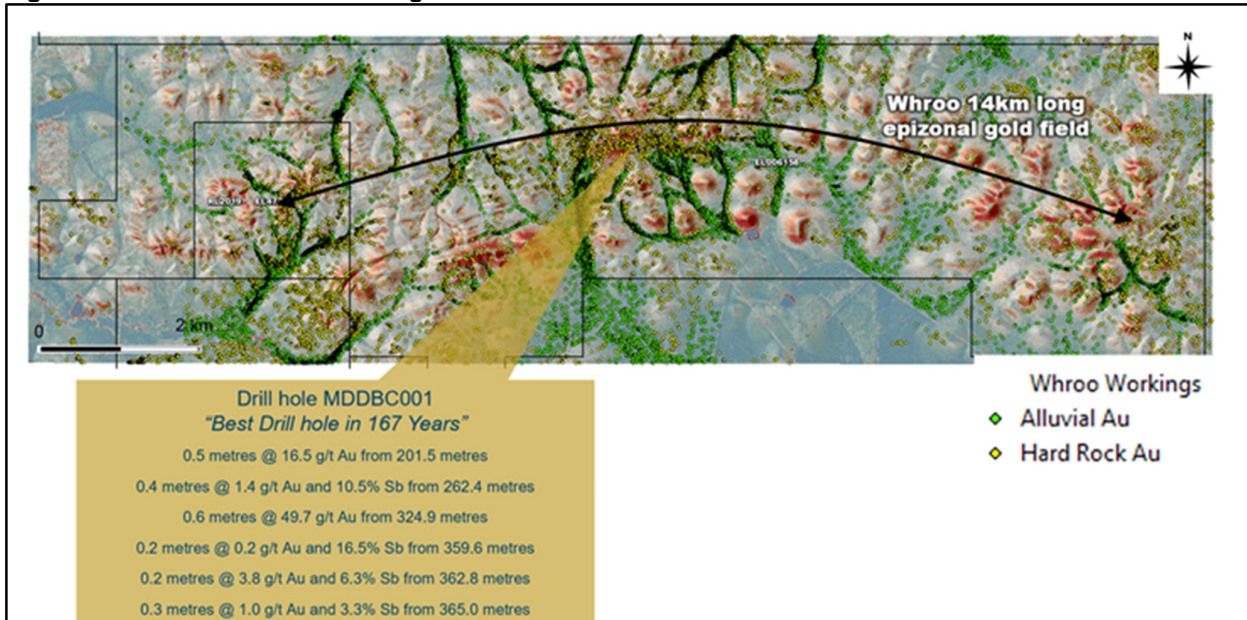 N
Whroo 14km long
epizonal gold field
EL006158
0
2 km
Drill hole MDDBC001
“Best Drill hole in 167 Years”
0.5 metres @ 16.5 g/t Au from 201.5 metres
0.4 metres @ 1.4 g/t Au and 10.5% Sb from 262.4 metres
0.6 metres @ 49.7 g/t Au from 324.9 metres
0.2 metres @ 0.2 g/t Au and 16.5% Sb from 359.6 metres
0.2 metres @ 3.8 g/t Au and 6.3% Sb from 362.8 metres
0.3 metres @ 1.0 g/t Au and 3.3% Sb from 365.0 metres
Whroo Workings
Alluvial Au
Hard Rock Au